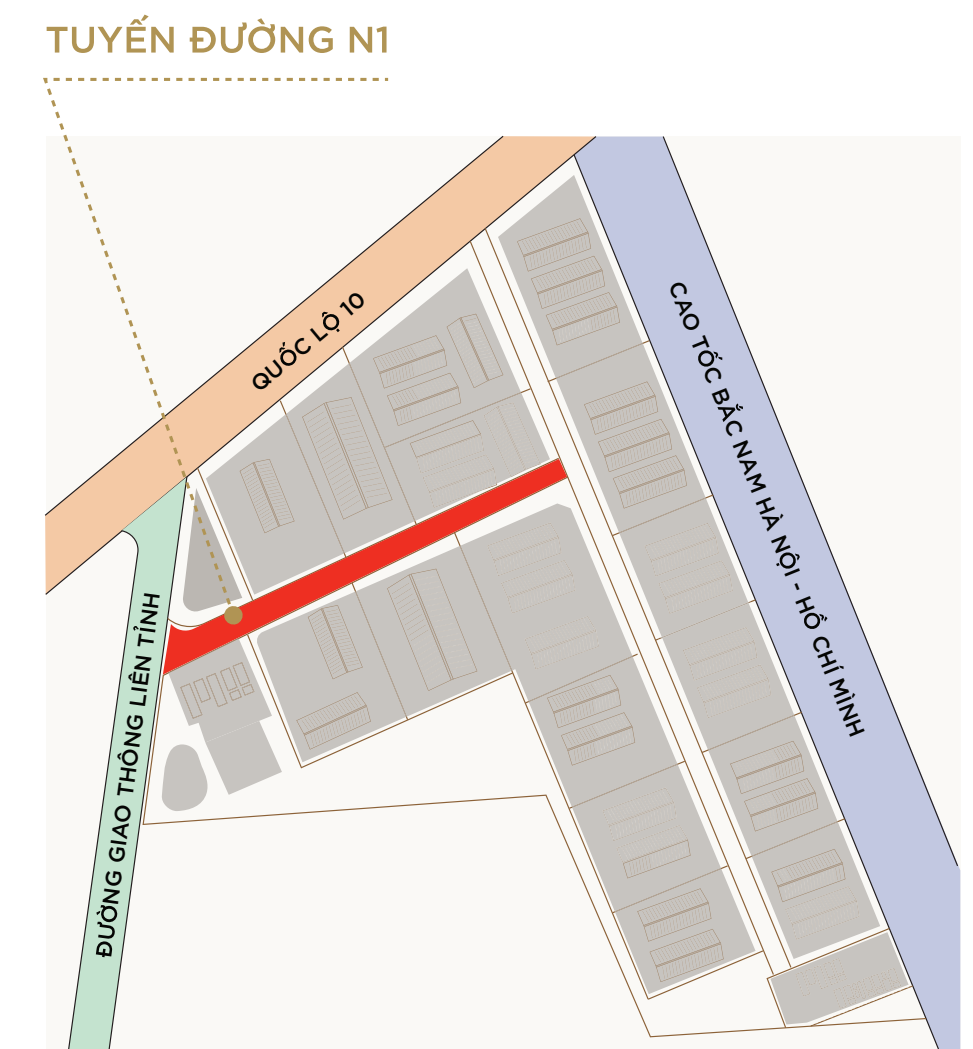 TUYẾN ĐƯỜNG N1
QUỐC LỘ 10
CAO TỐC BẮC NAM HÀ NỘI - HỒ CHÍ MÌNH
ĐƯỜNG GIAO THÔNG LIÊN TỈNH